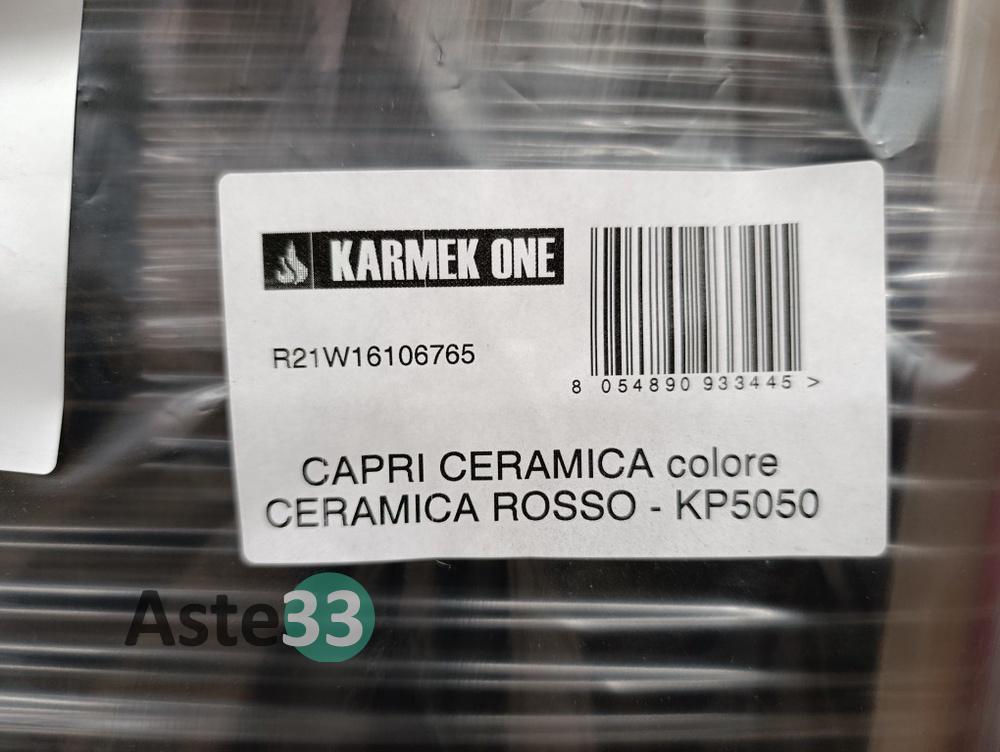 KARMEK ONE
R21W16106765
8 054890 933445 >
CAPRI CERAMICA colore
CERAMICA ROSSO - KP5050
Aste33